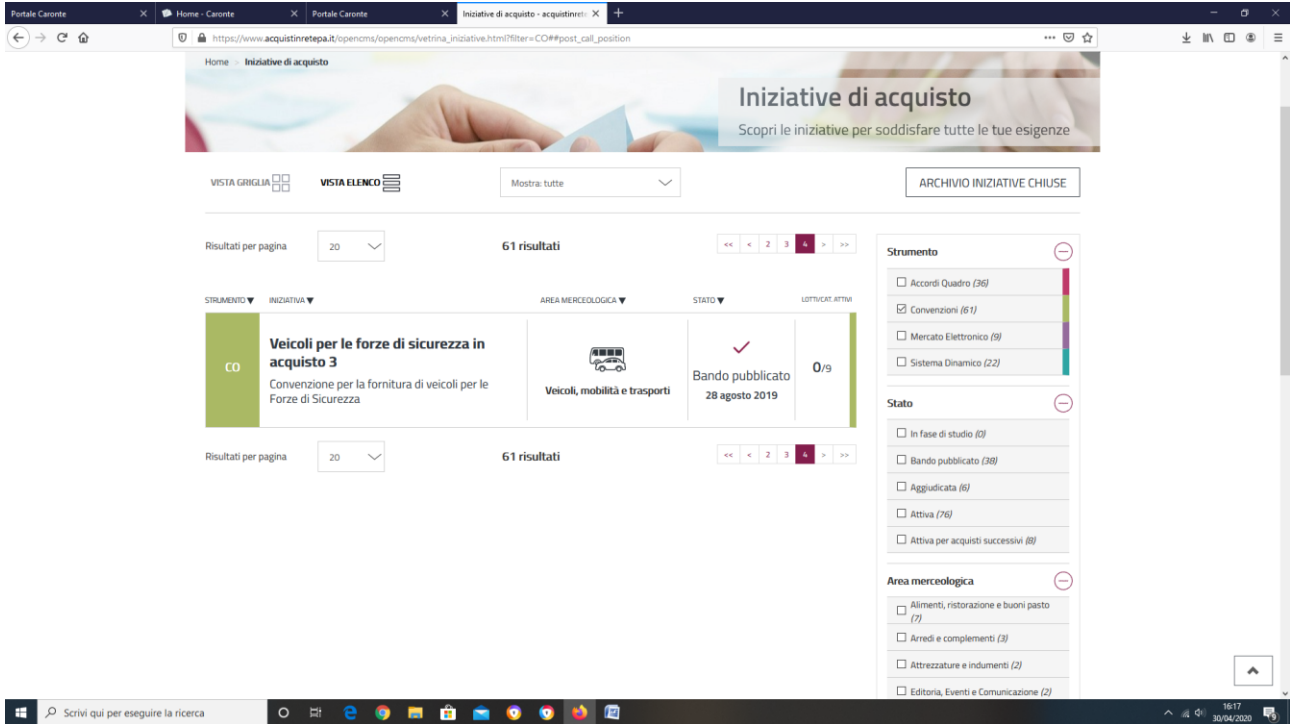 Portale Caronte
Home - Caronte
Portale Caronte
Iniziative di acquisto - acquistinrete
https://www.acquistinretepa.it/opencms/opencms/vetrina_iniziative.html?filter=CO##post_call_position
Home > Iniziative di acquisto
Iniziative di acquisto
Scopri le iniziative per soddisfare tutte le tue esigenze
VISTA GRIGLIA
VISTA ELENCO
Mostra: tutte
ARCHIVIO INIZIATIVE CHIUSE
Risultati per pagina
20
61 risultati
<< < 2 3 4 > >>
STRUMENTO▼ INIZIATIVA▼ AREA MERCEOLOGICA▼ STATO▼ LOTTI/CAT. ATTIVI
CO
Veicoli per le forze di sicurezza in
acquisto 3
Convenzione per la fornitura di veicoli per le
Forze di Sicurezza
Veicoli, mobilità e trasporti
Bando pubblicato
28 agosto 2019
0/9
Risultati per pagina
20
61 risultati
<< < 2 3 4 > >>
Strumento
Accordi Quadro (36)
Convenzioni (61)
Mercato Elettronico (9)
Sistema Dinamico (22)
Stato
In fase di studio (0)
Bando pubblicato (38)
Aggiudicata (6)
Attiva (76)
Attiva per acquisti successivi (8)
Area merceologica
Alimenti, ristorazione e buoni pasto
(7)
Arredi e complementi (3)
Attrezzature e indumenti (2)
Editoria, Eventi e Comunicazione (2)
Scrivi qui per eseguire la ricerca
16:17
30/04/2020